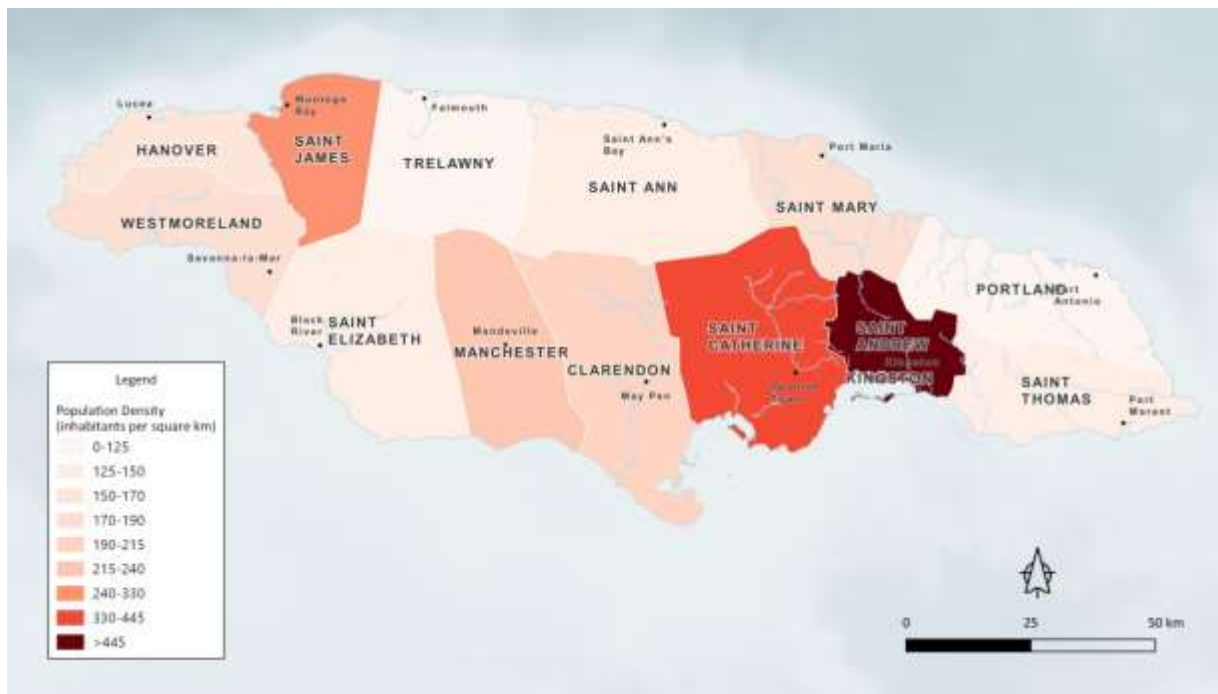 Lucea
Montego
Bay
Falmouth
HANOVER
SAINT
JAMES
TRELAWNY
Saint Ann's
Bay
Port Maria
SAINT ANN
SAINT MARY
WESTMORELAND
Savanna-la-Mar
PORTLAND
Port
Antonio
Black
River
SAINT
ELIZABETH
Mandeville
MANCHESTER
CLARENDON
May Pen
SAINT
CATHERINE
Spanish
Town
SAINT
ANDREW
Kingston
KINGSTON
SAINT
THOMAS
Port
Morant
Legend
Population Density
(inhabitants per square km)
0-125
125-150
150-170
170-190
190-215
215-240
240-330
330-445
>445
0 25 50 km